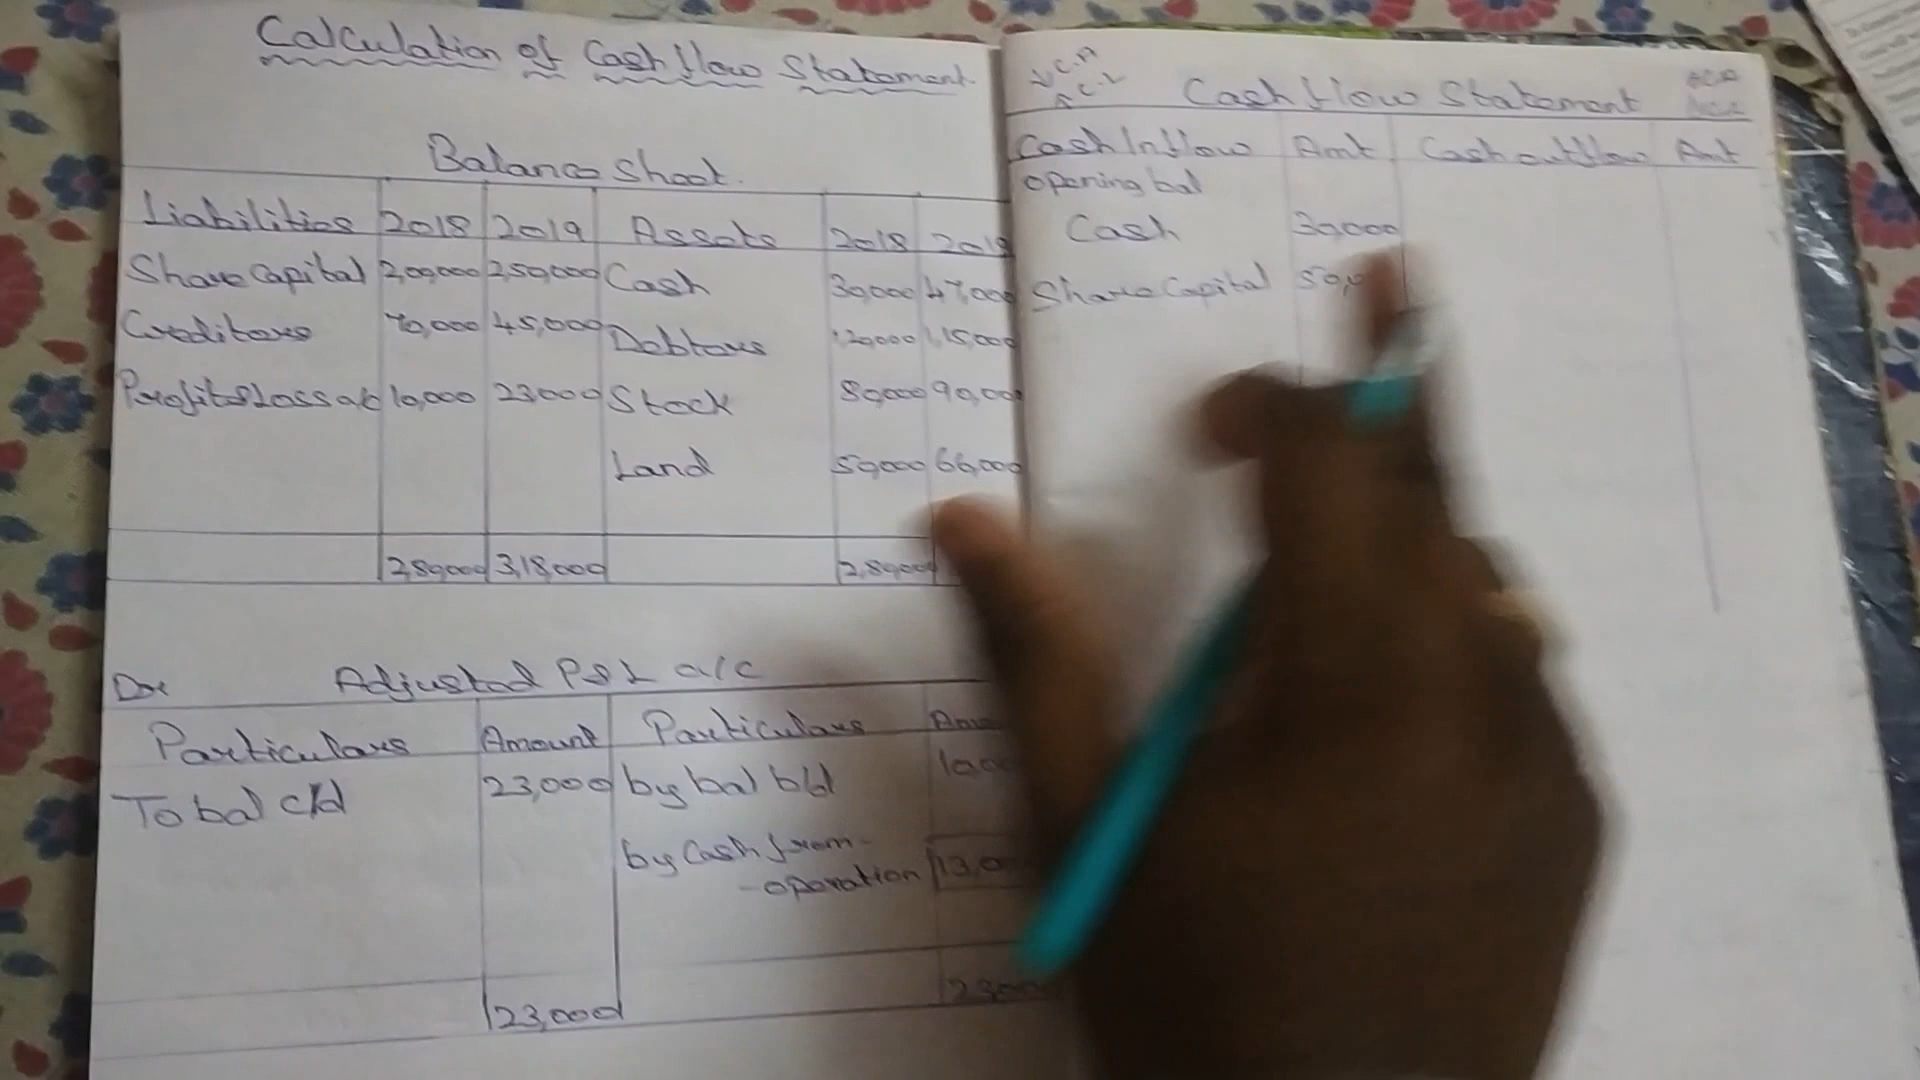 Calculation of Cash flow Statement.
Balance Sheet.
Liabilities 2018 2019 Assets 2018 2019
Share Capital 2,00,000 2,50,000 Cash 30,000 47,000
Creditors 70,000 45,000 Debtors 1,20,000 1,15,000
Profit & Loss a/c 10,000 23,000 Stock 80,000 90,000
Land 50,000 66,000
2,80,000 3,18,000 2,80,000
Dr Adjusted P&L a/c
Particulars Amount Particulars
To bal c/d 23,000 by bal b/d
by Cash from-
-operation
23,000
Cash flow Statement
Cash Inflow Amt Cash outflow Amt
opening bal
Cash 30,000
Share Capital